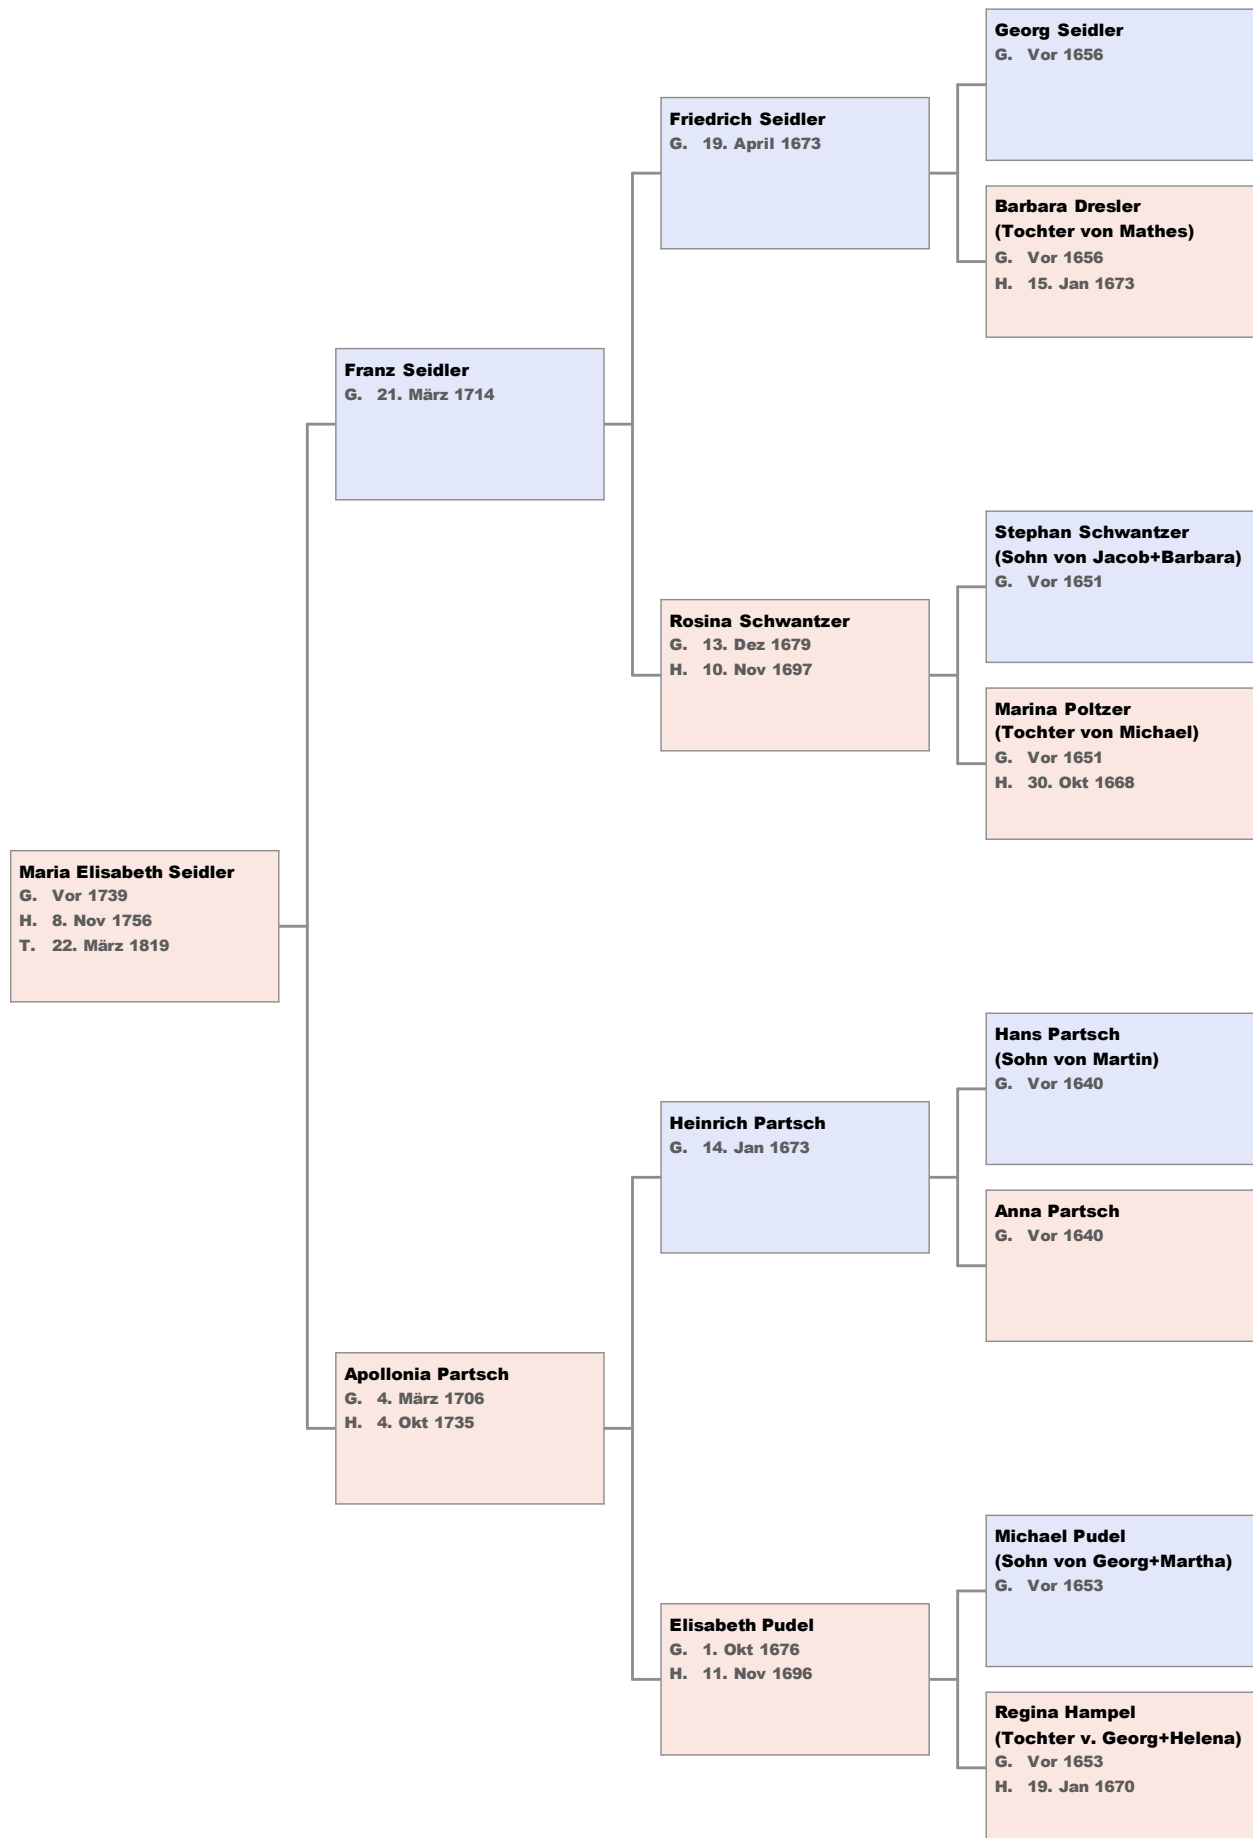 Georg Seidler
G. Vor 1656
Friedrich Seidler
G. 19. April 1673
Barbara Dresler
(Tochter von Mathes)
G. Vor 1656
H. 15. Jan 1673
Franz Seidler
G. 21. März 1714
Stephan Schwantzer
(Sohn von Jacob+Barbara)
G. Vor 1651
Rosina Schwantzer
G. 13. Dez 1679
H. 10. Nov 1697
Marina Poltzer
(Tochter von Michael)
G. Vor 1651
H. 30. Okt 1668
Maria Elisabeth Seidler
G. Vor 1739
H. 8. Nov 1756
T. 22. März 1819
Hans Partsch
(Sohn von Martin)
G. Vor 1640
Heinrich Partsch
G. 14. Jan 1673
Anna Partsch
G. Vor 1640
Apollonia Partsch
G. 4. März 1706
H. 4. Okt 1735
Michael Pudel
(Sohn von Georg+Martha)
G. Vor 1653
Elisabeth Pudel
G. 1. Okt 1676
H. 11. Nov 1696
Regina Hampel
(Tochter v. Georg+Helena)
G. Vor 1653
H. 19. Jan 1670